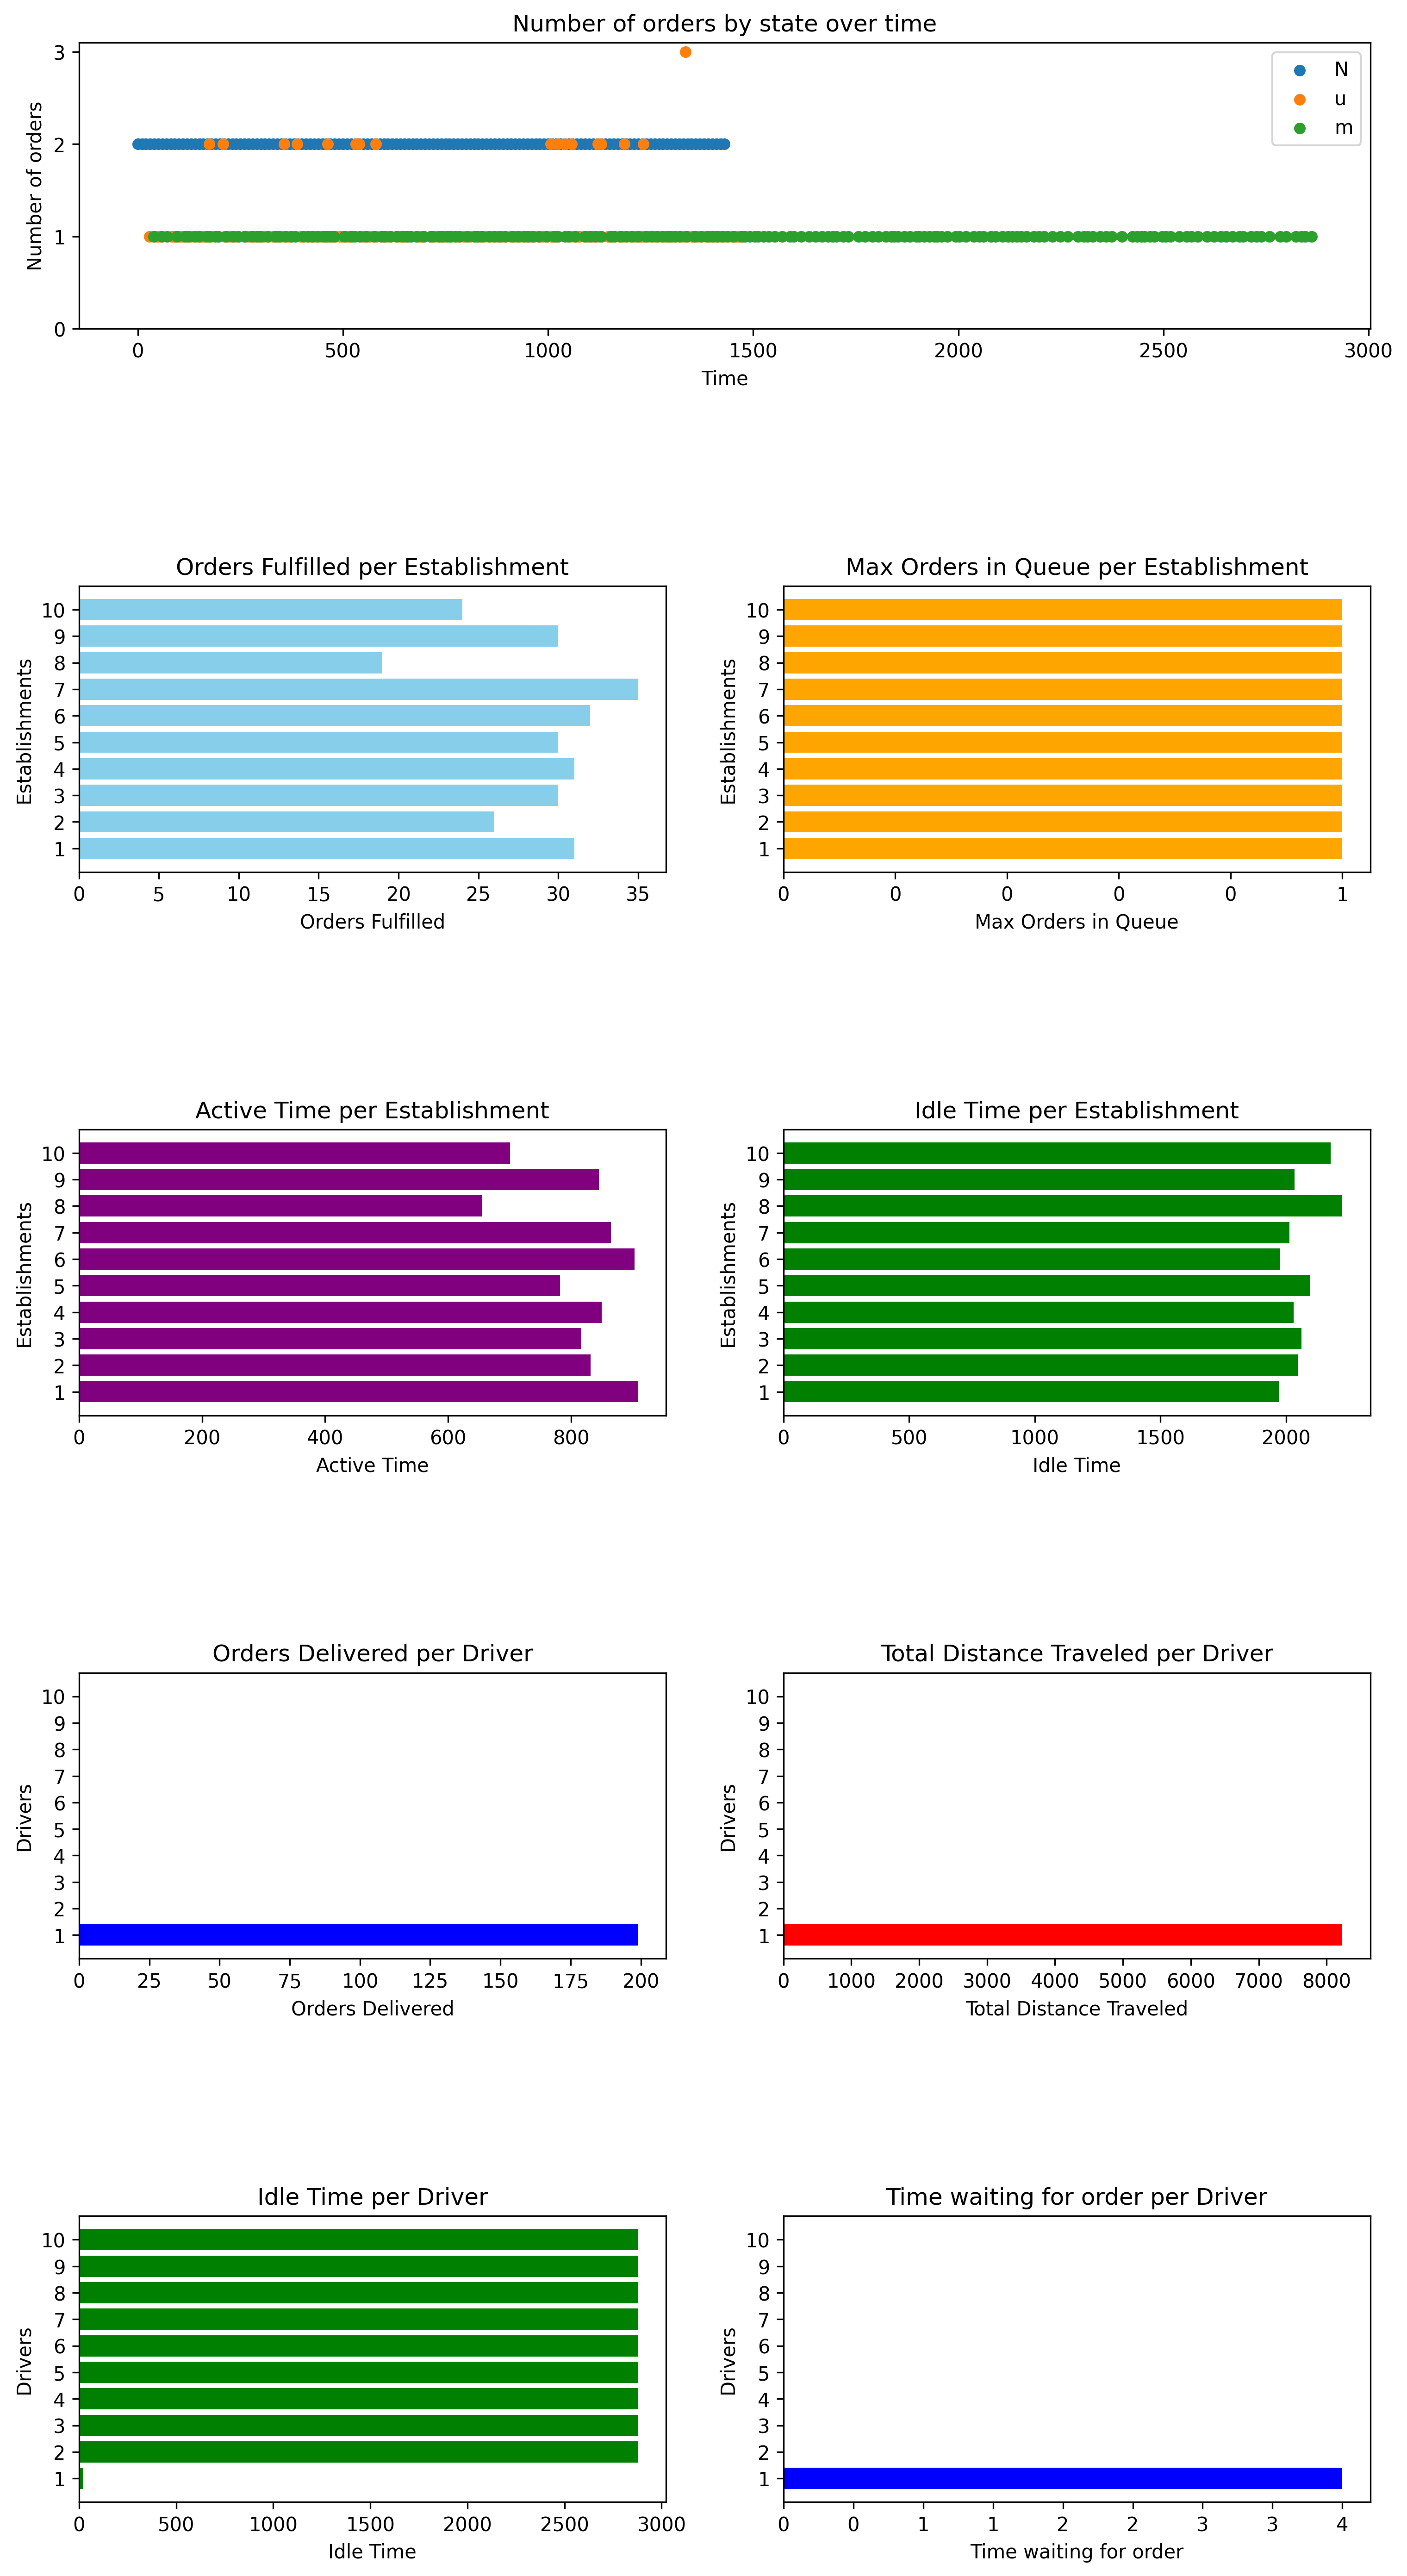 Number of orders by state over time
3
2
1
0
Number of orders
N
u
m
0 500 1000 1500 2000 2500 3000
Time
Orders Fulfilled per Establishment
10
9
8
7
6
5
4
3
2
1
Establishments
0 5 10 15 20 25 30 35
Orders Fulfilled
Max Orders in Queue per Establishment
10
9
8
7
6
5
4
3
2
1
Establishments
0 0 0 0 0 1
Max Orders in Queue
Active Time per Establishment
10
9
8
7
6
5
4
3
2
1
Establishments
0 200 400 600 800
Active Time
Idle Time per Establishment
10
9
8
7
6
5
4
3
2
1
Establishments
0 500 1000 1500 2000
Idle Time
Orders Delivered per Driver
10
9
8
7
6
5
4
3
2
1
Drivers
0 25 50 75 100 125 150 175 200
Orders Delivered
Total Distance Traveled per Driver
10
9
8
7
6
5
4
3
2
1
Drivers
0 1000 2000 3000 4000 5000 6000 7000 8000
Total Distance Traveled
Idle Time per Driver
10
9
8
7
6
5
4
3
2
1
Drivers
0 500 1000 1500 2000 2500 3000
Idle Time
Time waiting for order per Driver
10
9
8
7
6
5
4
3
2
1
Drivers
0 0 1 1 2 2 3 3 4
Time waiting for order